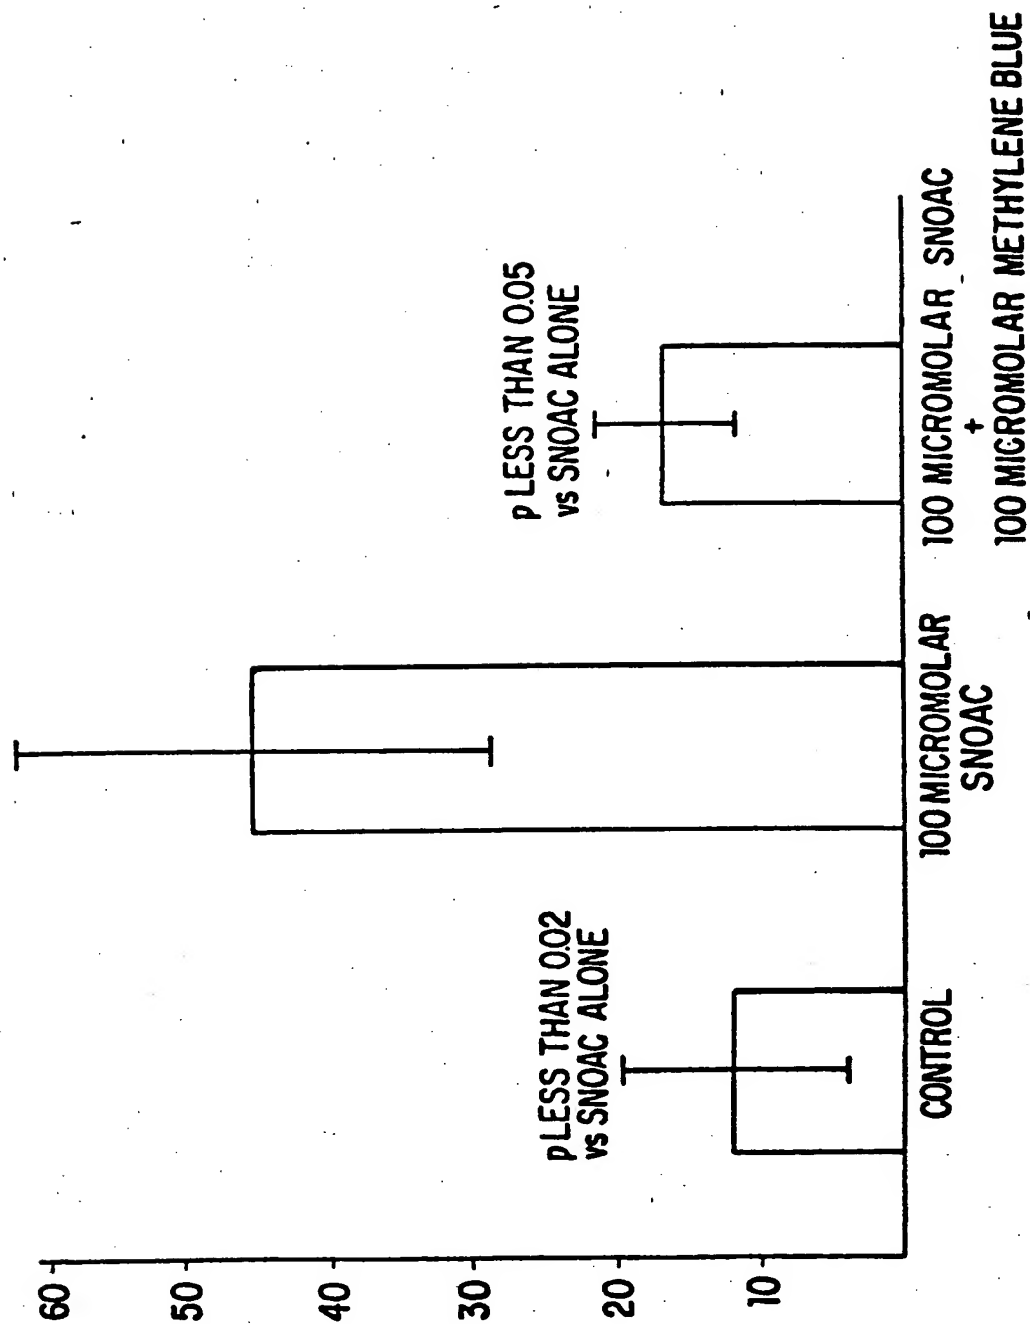 60
50
40
30
20
10
p LESS THAN 0.02
vs SNOAC ALONE
p LESS THAN 0.05
vs SNOAC ALONE
CONTROL
100 MICROMOLAR
SNOAC
100 MICROMOLAR SNOAC
+
100 MICROMOLAR METHYLENE BLUE